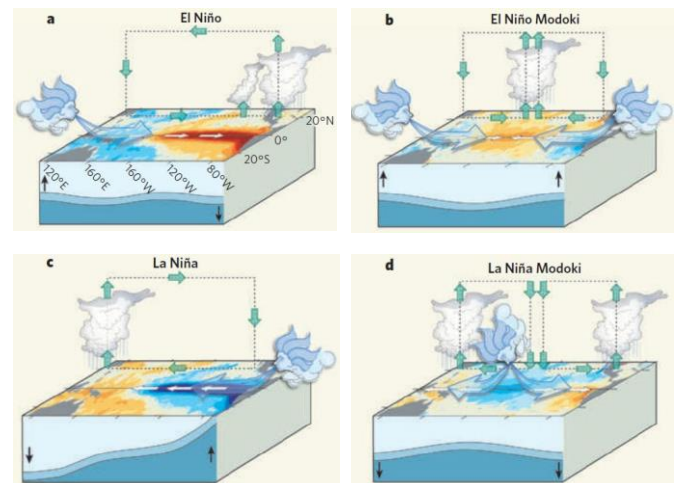 a
El Niño
20°N
0°
20°S
120°E
160°E
160°W
120°W
80°W
b
El Niño Modoki
c
La Niña
d
La Niña Modoki